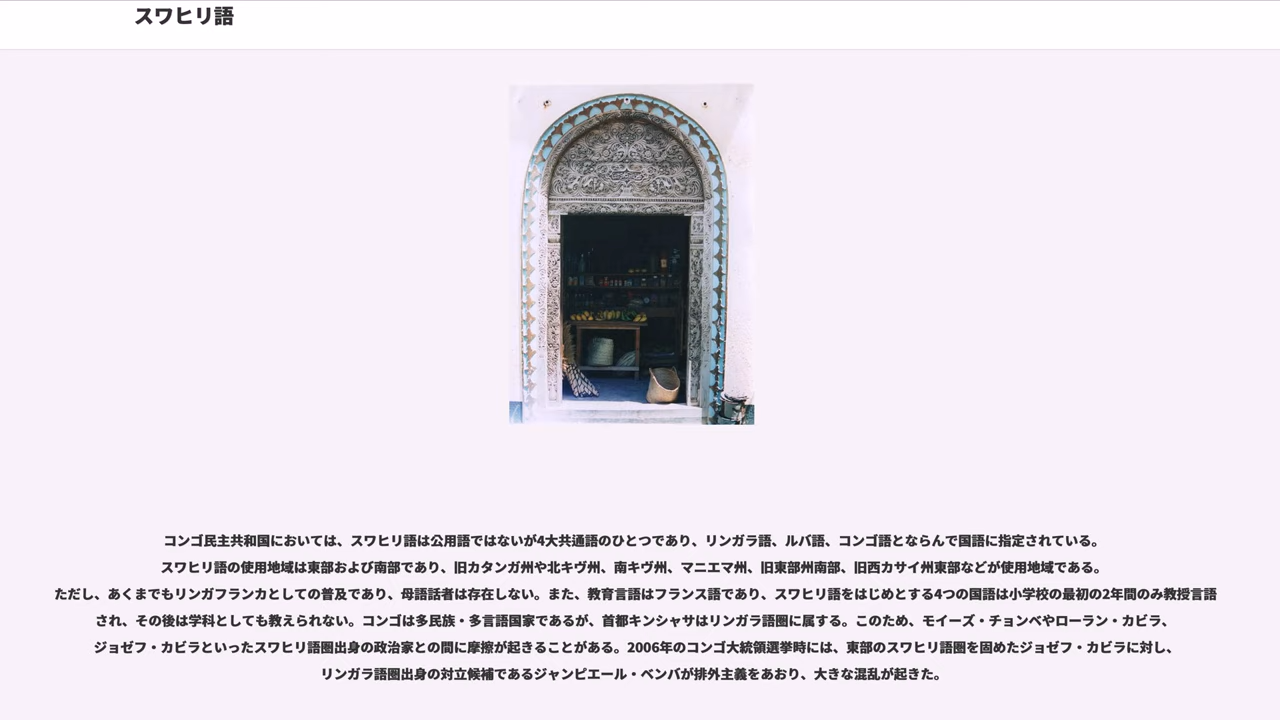 スワヒリ語
コンゴ民主共和国においては、スワヒリ語は公用語ではないが4大共通語のひとつであり、リンガラ語、ルバ語、コンゴ語とならんで国語に指定されている。
スワヒリ語の使用地域は東部および南部であり、旧カタンガ州や北キヴ州、南キヴ州、マニエマ州、旧東部州南部、旧西カサイ州東部などが使用地域である。
ただし、あくまでもリンガフランカとしての普及であり、母語話者は存在しない。また、教育言語はフランス語であり、スワヒリ語をはじめとする4つの国語は小学校の最初の2年間のみ教授言語
され、その後は学科としても教えられない。コンゴは多民族・多言語国家であるが、首都キンシャサはリンガラ語圏に属する。このため、モイーズ・チョンベやローラン・カビラ、
ジョゼフ・カビラといったスワヒリ語圏出身の政治家との間に摩擦が起きることがある。2006年のコンゴ大統領選挙時には、東部のスワヒリ語圏を固めたジョゼフ・カビラに対し、
リンガラ語圏出身の対立候補であるジャンピエール・ベンバが排外主義をあおり、大きな混乱が起きた。